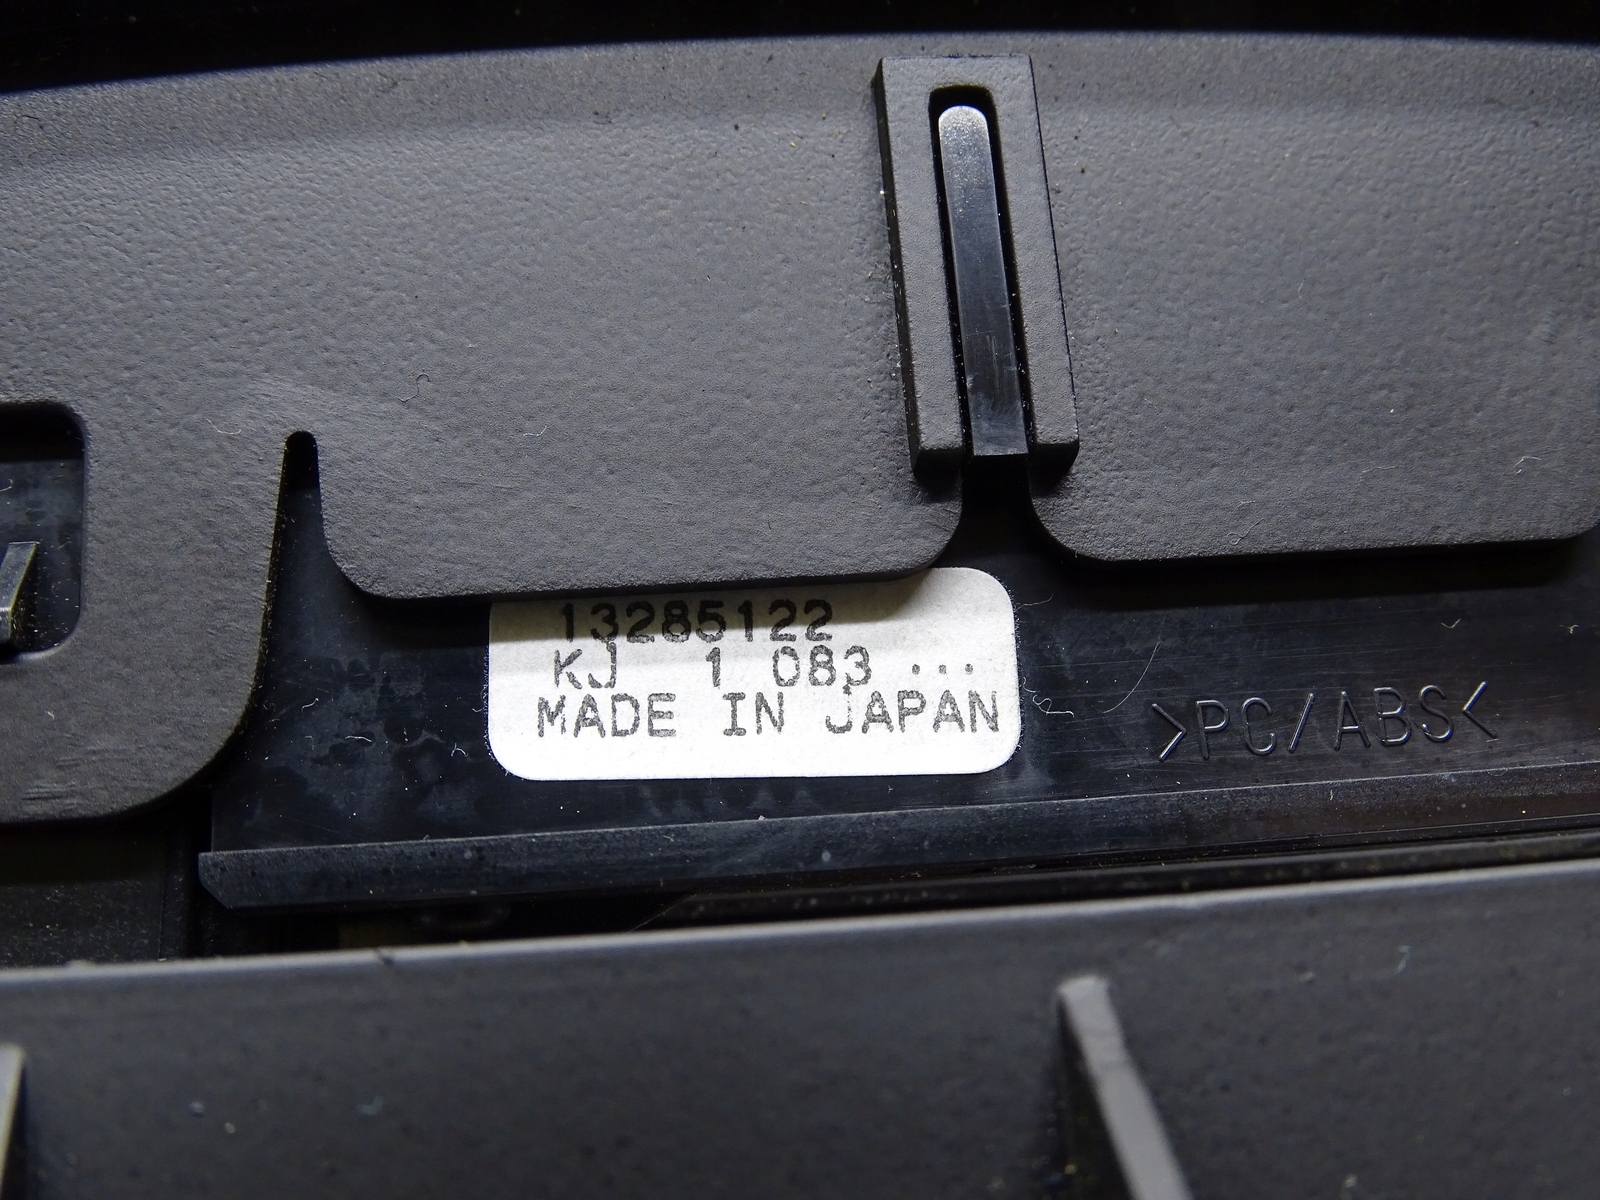 13285122
KJ 1 083 ...
MADE IN JAPAN
>PC/ABS<